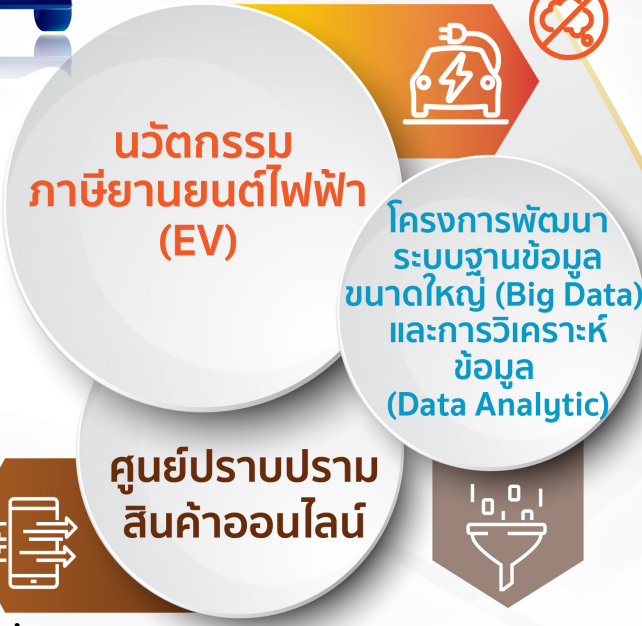 นวัตกรรม
ภาษียานยนต์ไฟฟ้า
(EV)
โครงการพัฒนา
ระบบฐานข้อมูล
ขนาดใหญ่ (Big Data)
และการวิเคราะห์
ข้อมูล
(Data Analytic)
ศูนย์ปราบปราม
สินค้าออนไลน์